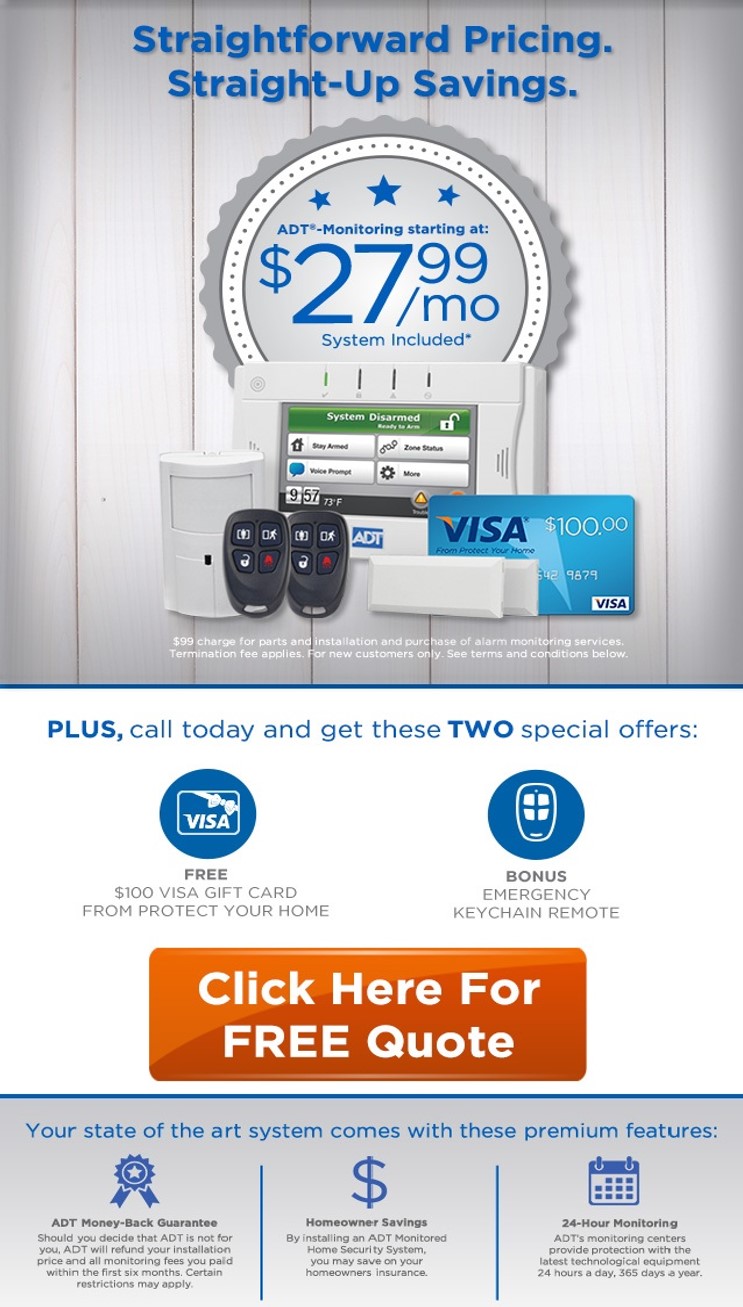 Straightforward Pricing.
Straight-Up Savings.
ADT®-Monitoring starting at:
$27.99/mo
System Included*
System Disarmed
Ready to Arm
Stay Armed
Zone Status
Voice Prompt
More
9 57 73°F
ADT
VISA $100.00
From Protect Your Home
542 9879
VISA
$99 charge for parts and installation and purchase of alarm monitoring services.
Termination fee applies. For new customers only. See terms and conditions below.
PLUS, call today and get these TWO special offers:
VISA
FREE
$100 VISA GIFT CARD
FROM PROTECT YOUR HOME
BONUS
EMERGENCY
KEYCHAIN REMOTE
Click Here For
FREE Quote
Your state of the art system comes with these premium features:
ADT Money-Back Guarantee
Should you decide that ADT is not for
you, ADT will refund your installation
price and all monitoring fees you paid
within the first six months. Certain
restrictions may apply.
Homeowner Savings
By installing an ADT Monitored
Home Security System,
you may save on your
homeowners insurance.
24-Hour Monitoring
ADT's monitoring centers
provide protection with the
latest technological equipment
24 hours a day, 365 days a year.